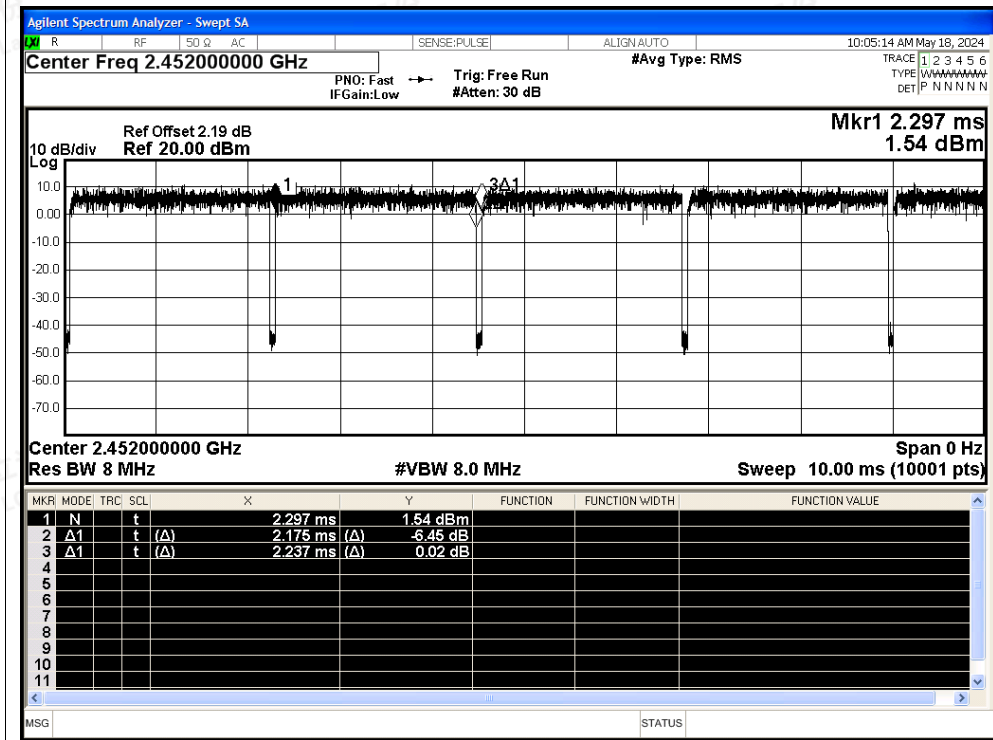 Agilent Spectrum Analyzer - Swept SA
LXI R RF 50 Ω AC SENSE:PULSE ALIGN AUTO 10:05:14 AM May 18, 2024
Center Freq 2.452000000 GHz #Avg Type: RMS TRACE 1 2 3 4 5 6
PNO: Fast Trig: Free Run TYPE WWWWWW
IFGain:Low #Atten: 30 dB DET P N N N N N
Mkr1 2.297 ms
Ref Offset 2.19 dB
10 dB/div Ref 20.00 dBm 1.54 dBm
Log
10.0
1 3Δ1
0.00
-10.0
-20.0
-30.0
-40.0
-50.0
-60.0
-70.0
Center 2.452000000 GHz Span 0 Hz
Res BW 8 MHz #VBW 8.0 MHz Sweep 10.00 ms (10001 pts)
MKR MODE TRC SCL X Y FUNCTION FUNCTION WIDTH FUNCTION VALUE
1 N t 2.297 ms 1.54 dBm
2 Δ1 t (Δ) 2.175 ms (Δ) -6.45 dB
3 Δ1 t (Δ) 2.237 ms (Δ) 0.02 dB
4
5
6
7
8
9
10
11
MSG STATUS